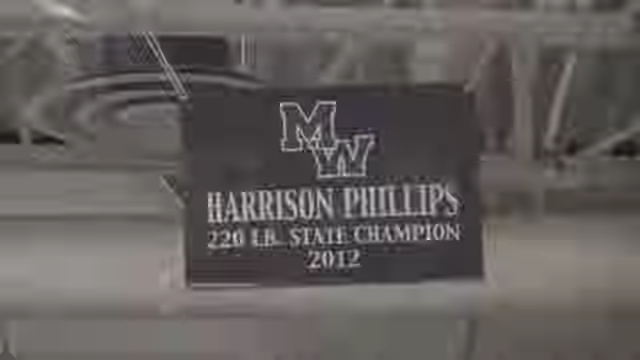 MW
HARRISON PHILLIPS
220 LB. STATE CHAMPION
2012